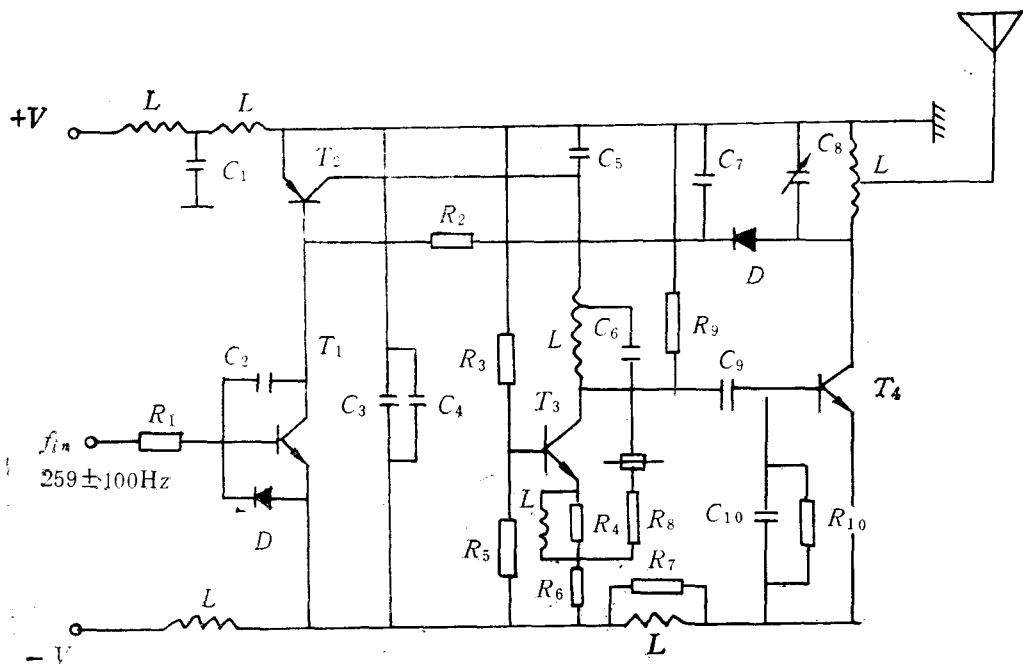 L
L
+V
C₁
T₂
C₅
C₇
C₈
L
R₂
D
R₉
C₆
L
R₃
C₂
T₁
C₉
T₄
R₁
C₃
C₄
T₃
f_in
259±100Hz
L
R₄
R₈
C₁₀
R₁₀
D
R₅
R₇
R₆
L
L
- V